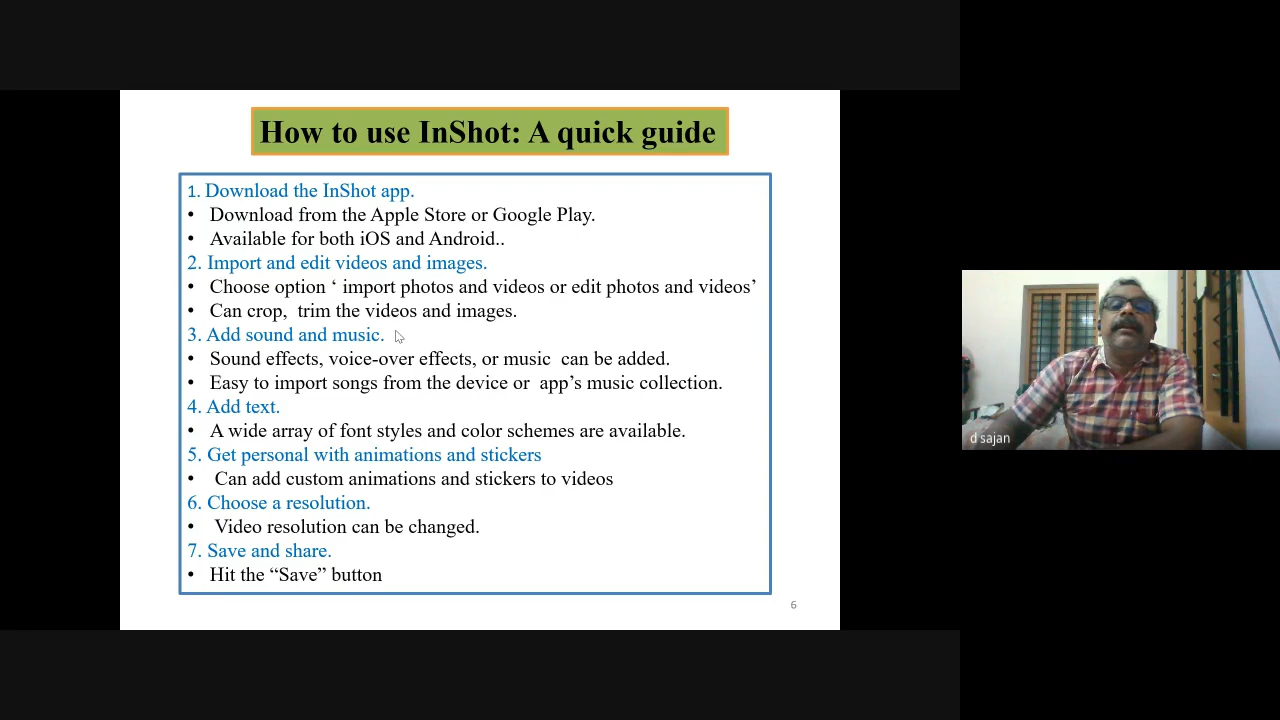 How to use InShot: A quick guide
1. Download the InShot app.
• Download from the Apple Store or Google Play.
• Available for both iOS and Android..
2. Import and edit videos and images.
• Choose option ‘ import photos and videos or edit photos and videos’
• Can crop,  trim the videos and images.
3. Add sound and music.
• Sound effects, voice-over effects, or music  can be added.
• Easy to import songs from the device or  app’s music collection.
4. Add text.
• A wide array of font styles and color schemes are available.
5. Get personal with animations and stickers
• Can add custom animations and stickers to videos
6. Choose a resolution.
• Video resolution can be changed.
7. Save and share.
• Hit the “Save” button
6
d sajan